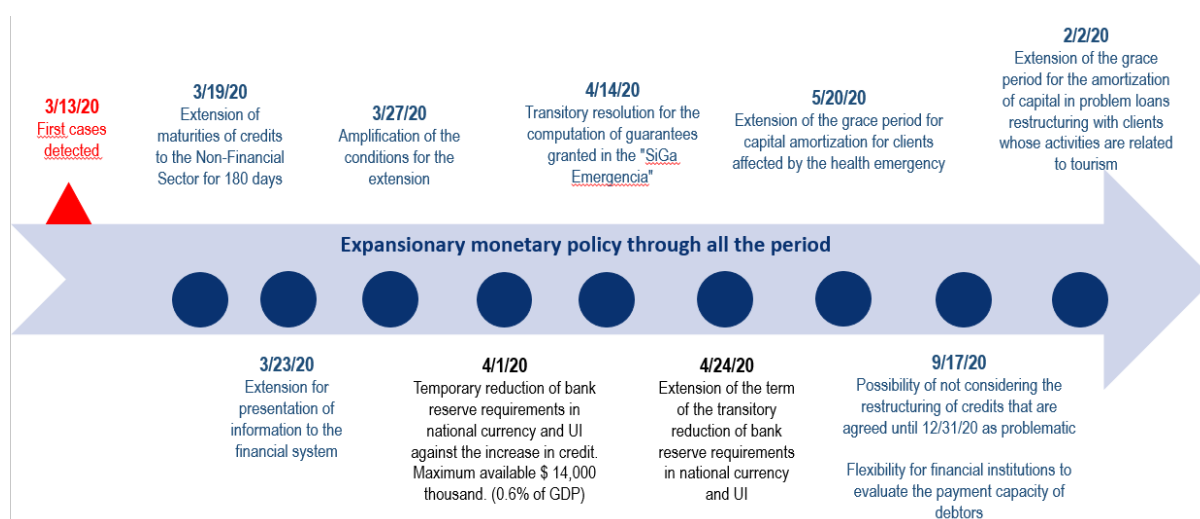 3/13/20
First cases
detected
3/19/20
Extension of
maturities of credits
to the Non-Financial
Sector for 180 days
3/27/20
Amplification of the
conditions for the
extension
4/14/20
Transitory resolution for the
computation of guarantees
granted in the "SiGa
Emergencia"
5/20/20
Extension of the grace period for
capital amortization for clients
affected by the health emergency
2/2/20
Extension of the grace
period for the amortization
of capital in problem loans
restructuring with clients
whose activities are related
to tourism
Expansionary monetary policy through all the period
3/23/20
Extension for
presentation of
information to the
financial system
4/1/20
Temporary reduction of bank
reserve requirements in
national currency and UI
against the increase in credit.
Maximum available $ 14,000
thousand. (0.6% of GDP)
4/24/20
Extension of the term
of the transitory
reduction of bank
reserve requirements
in national currency
and UI
9/17/20
Possibility of not considering the
restructuring of credits that are
agreed until 12/31/20 as problematic
Flexibility for financial institutions to
evaluate the payment capacity of
debtors